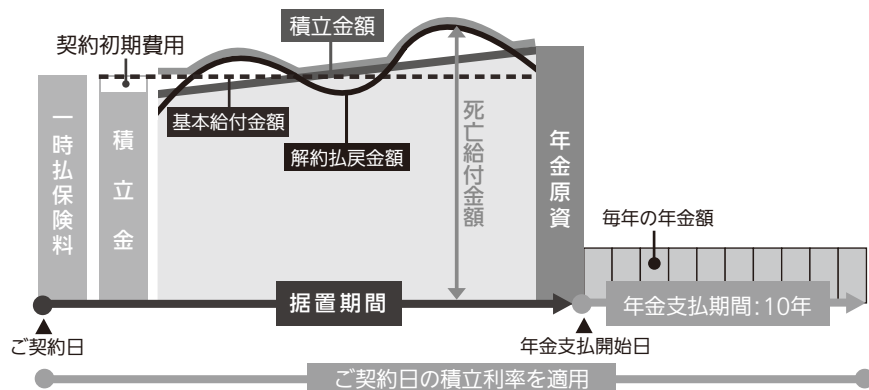 契約初期費用
積立金額
一時払保険料
積立金
基本給付金額
解約払戻金額
死亡給付金額
年金原資
毎年の年金額
据置期間
年金支払期間:10年
ご契約日
年金支払開始日
ご契約日の積立利率を適用